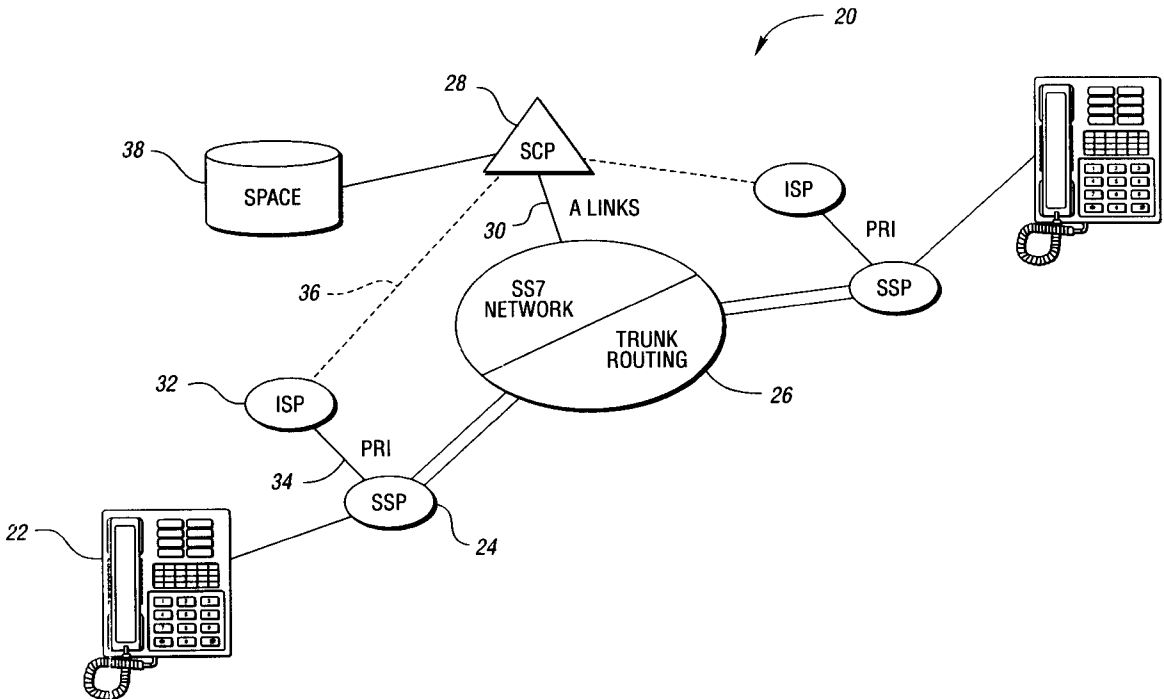 20
28
SCP
38
SPACE
ISP
30
A LINKS
PRI
36
SS7
NETWORK
SSP
TRUNK
ROUTING
32
ISP
26
PRI
34
SSP
22
24